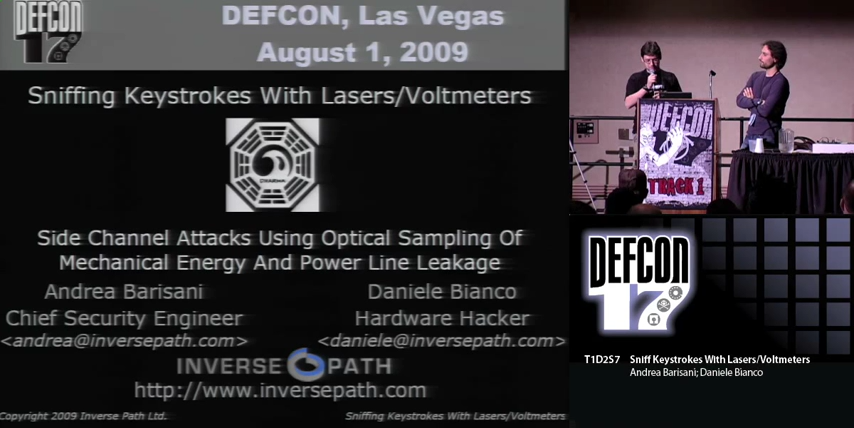 DEFCON
17
DEFCON, Las Vegas
August 1, 2009
Sniffing Keystrokes With Lasers/Voltmeters
Side Channel Attacks Using Optical Sampling Of
Mechanical Energy And Power Line Leakage
Andrea Barisani
Daniele Bianco
Chief Security Engineer
Hardware Hacker
<andrea@inversepath.com>
<daniele@inversepath.com>
INVERSE PATH
http://www.inversepath.com
Copyright 2009 Inverse Path Ltd.
Sniffing Keystrokes With Lasers/Voltmeters
DEFCON
TRACK 1
DEFCON
17
T1D2S7 Sniff Keystrokes With Lasers/Voltmeters
Andrea Barisani; Daniele Bianco